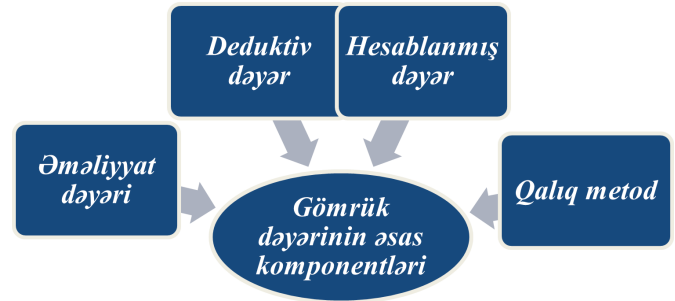 Deduktiv
dəyər
Hesablanmış
dəyər
Əməliyyat
dəyəri
Qalıq metod
Gömrük
dəyərinin əsas
komponentləri